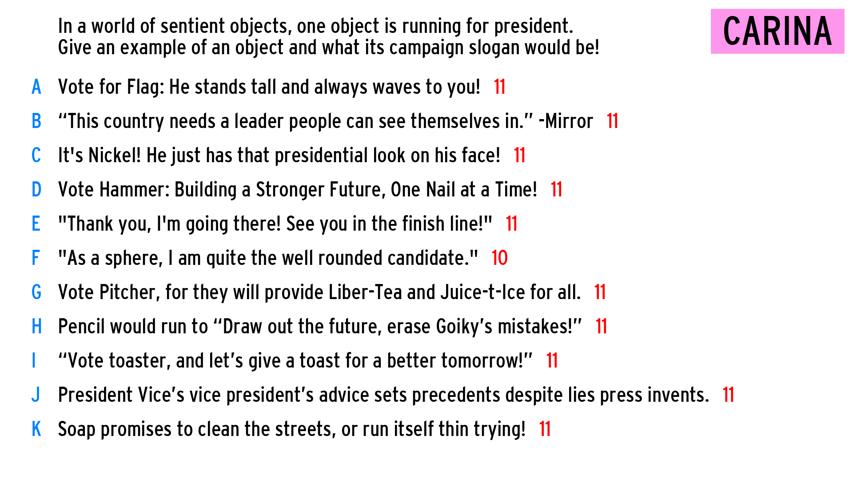 In a world of sentient objects, one object is running for president.
Give an example of an object and what its campaign slogan would be!
CARINA
A Vote for Flag: He stands tall and always waves to you! 11
B “This country needs a leader people can see themselves in.” -Mirror 11
C It's Nickel! He just has that presidential look on his face! 11
D Vote Hammer: Building a Stronger Future, One Nail at a Time! 11
E "Thank you, I'm going there! See you in the finish line!" 11
F "As a sphere, I am quite the well rounded candidate." 10
G Vote Pitcher, for they will provide Liber-Tea and Juice-t-Ice for all. 11
H Pencil would run to “Draw out the future, erase Goiky’s mistakes!” 11
I “Vote toaster, and let’s give a toast for a better tomorrow!” 11
J President Vice’s vice president’s advice sets precedents despite lies press invents. 11
K Soap promises to clean the streets, or run itself thin trying! 11